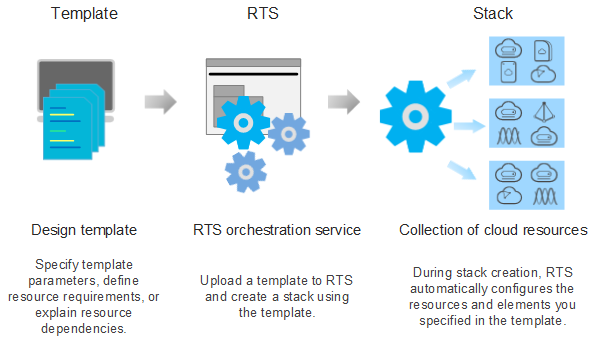 Template
RTS
Stack
Design template
RTS orchestration service
Collection of cloud resources
Specify template
parameters, define
resource requirements, or
explain resource
dependencies.
Upload a template to RTS
and create a stack using
the template.
During stack creation, RTS
automatically configures the
resources and elements you
specified in the template.